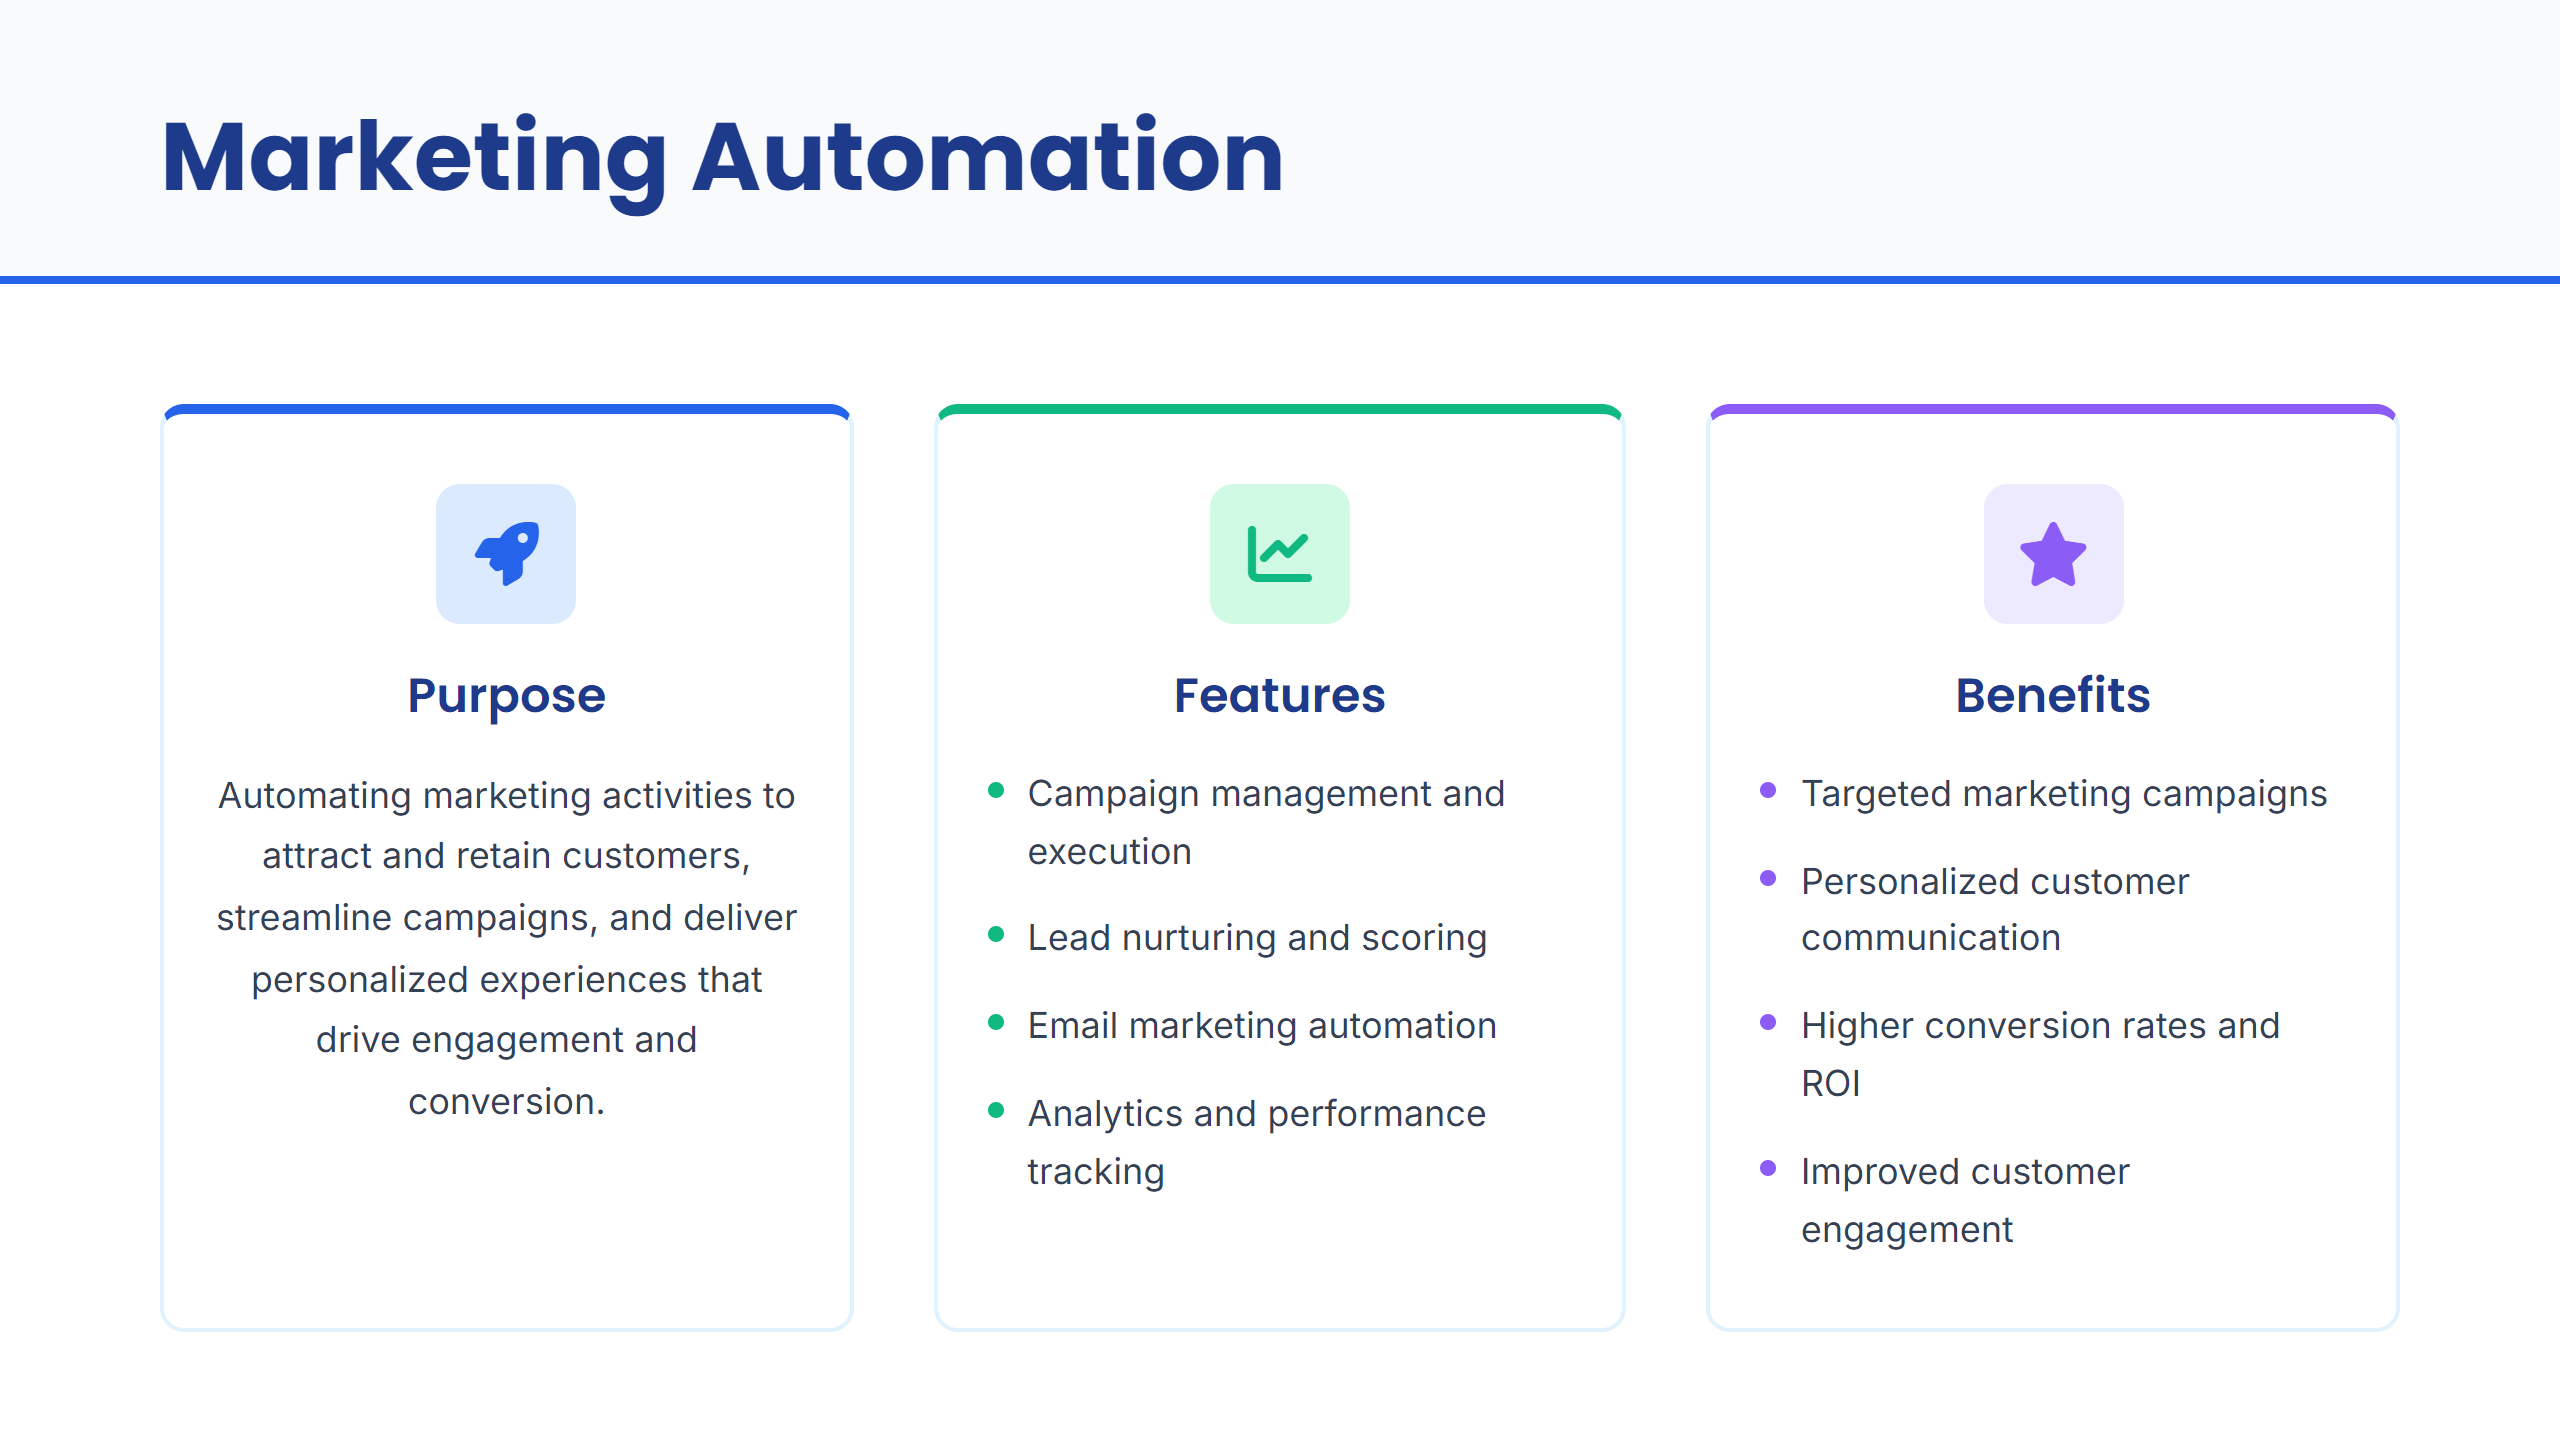 Marketing Automation
Purpose
Automating marketing activities to
attract and retain customers,
streamline campaigns, and deliver
personalized experiences that
drive engagement and
conversion.
Features
Campaign management and
execution
Lead nurturing and scoring
Email marketing automation
Analytics and performance
tracking
Benefits
Targeted marketing campaigns
Personalized customer
communication
Higher conversion rates and
ROI
Improved customer
engagement